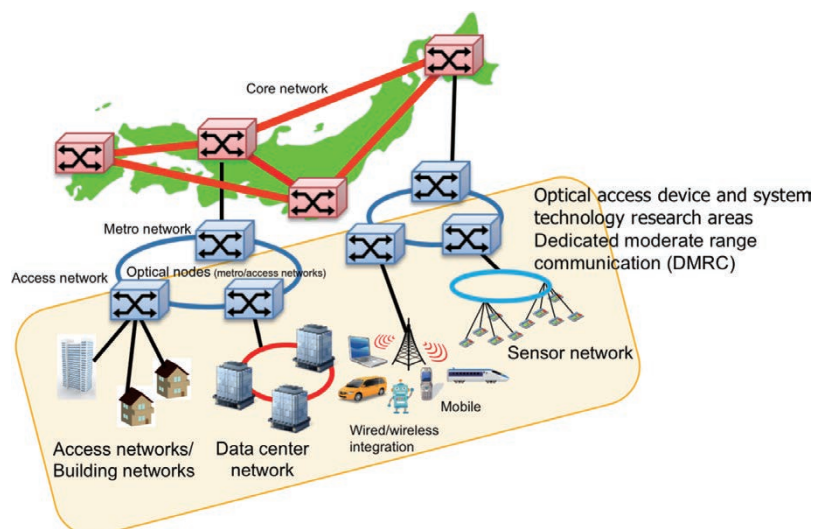 Core network
Optical access device and system
technology research areas
Dedicated moderate range
communication (DMRC)
Metro network
Access network
Optical nodes (metro/access networks)
Sensor network
Mobile
Wired/wireless
integration
Access networks/
Building networks
Data center
network